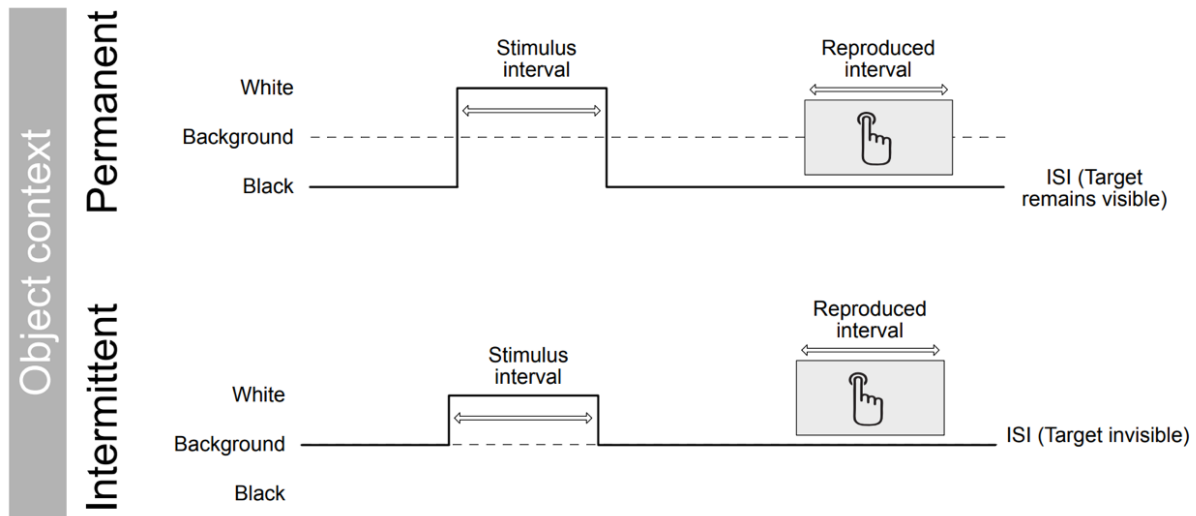 Object context
Permanent
Stimulus
interval
Reproduced
interval
White
Background
Black
ISI (Target
remains visible)
Intermittent
Reproduced
interval
Stimulus
interval
White
Background
ISI (Target invisible)
Black